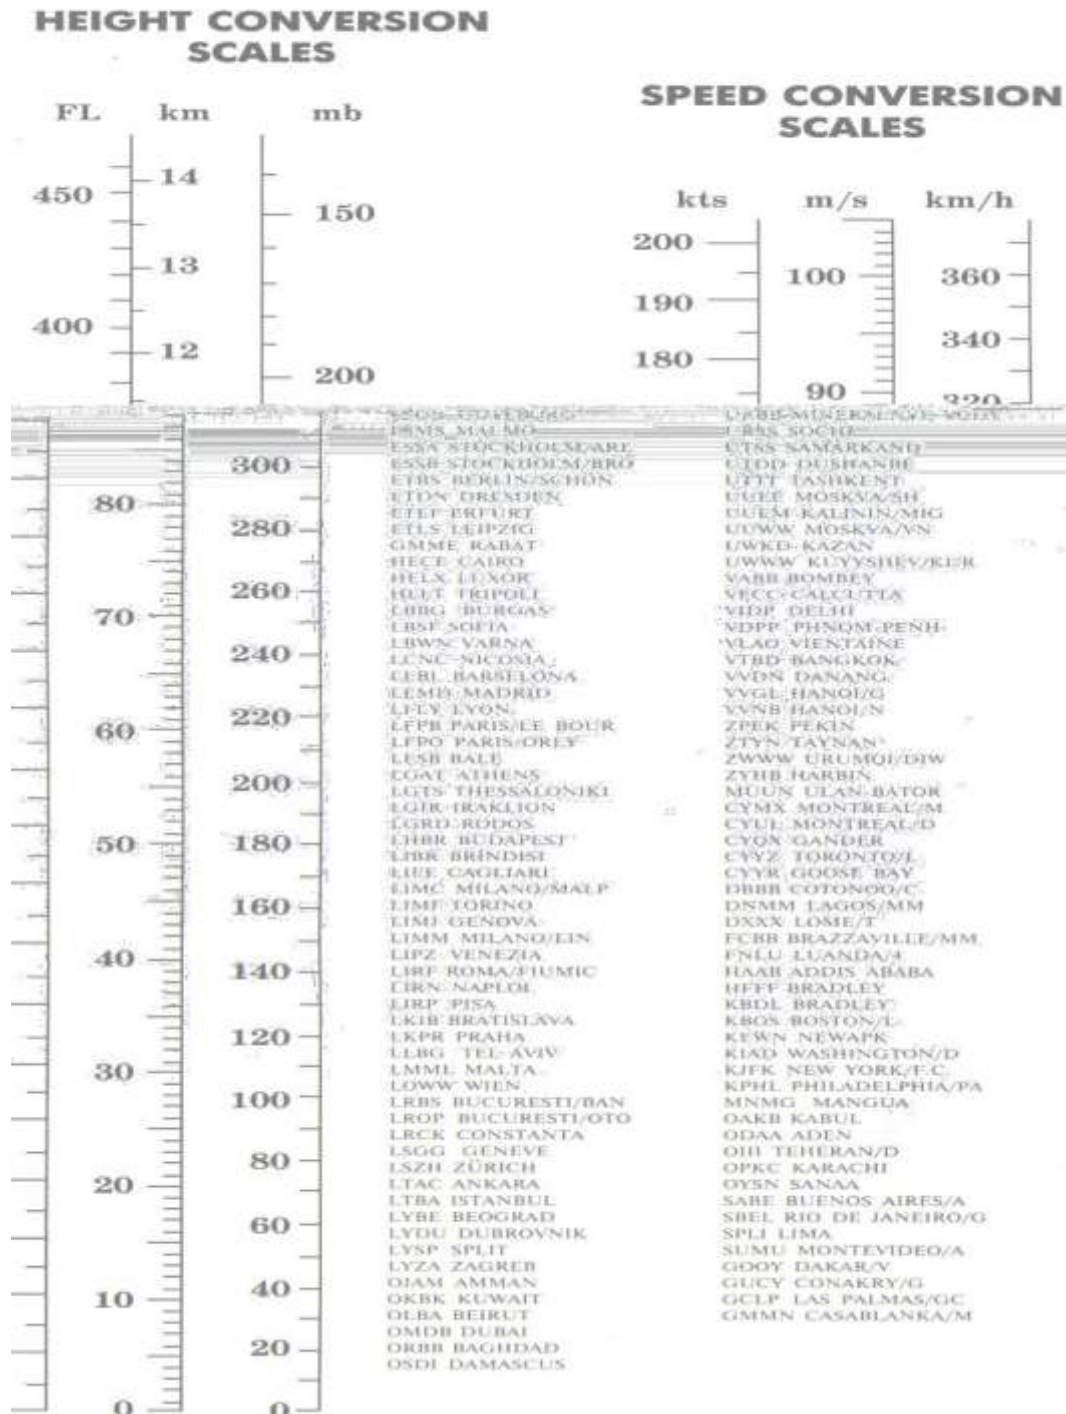 HEIGHT CONVERSION
SCALES
FL km mb
450
400
14
13
12
150
200
SPEED CONVERSION
SCALES
kts m/s km/h
200
190
180
100
90
360
340
320
80
70
60
50
40
30
20
10
0
300
280
260
240
220
200
180
160
140
120
100
80
60
40
20
0
ESMS MALMO
ESSA STOCKHOLM/ARL
ESSB STOCKHOLM/BRO
ETBS BERLIN/SCHÖN
ETDN DRESDEN
ETEF ERFURT
ETLS LEIPZIG
GMME RABAT
HECE CAIRO
HELX LUXOR
HLLT TRIPOLI
LBBG BURGAS
LBSF SOFIA
LBWN VARNA
LCNC NICOSIA
LEBL BARSELONA
LEMD MADRID
LFLY LYON
LFPB PARIS/LE BOUR
LFPO PARIS/ORLY
LESB BALE
LGAT ATHENS
LGTS THESSALONIKI
LGIR IRAKLION
LGRD RODOS
LHBR BUDAPEST
LIBR BRINDISI
LIEE CAGLIARI
LIMC MILANO/MALP
LIMF TORINO
LIMJ GENOVA
LIMM MILANO/LIN
LIPZ VENEZIA
LIRF ROMA/FIUMIC
LIRN NAPLOL
LIRP PISA
LKIB BRATISLAVA
LKPR PRAHA
LLBG TEL-AVIV
LMML MALTA
LOWW WIEN
LRBS BUCURESTI/BAN
LROP BUCURESTI/OTO
LRCK CONSTANTA
LSGG GENEVE
LSZH ZÜRICH
LTAC ANKARA
LTBA ISTANBUL
LYBE BEOGRAD
LYDU DUBROVNIK
LYSP SPLIT
LYZA ZAGREB
OJAM AMMAN
OKBK KUWAIT
OLBA BEIRUT
OMDB DUBAI
ORBB BAGHDAD
OSDI DAMASCUS
URSS SOCHI
UTSS SAMARKAND
UTDD DUSHANBE
UTTT TASHKENT
UUEE MOSKVA/SH
UUEM KALININ/MIG
UUWW MOSKVA/VN
UWKD KAZAN
UWWW KUYYSHEV/KUR
VABB BOMBEY
VECC CALCUTTA
VIDP DELHI
VDPP PHNOM-PENH
VLAO VIENTAINE
VTBD BANGKOK
VVDN DANANG
VVGL HANOI/G
VVNB HANOI/N
ZPEK PEKIN
ZTYN TAYNAN
ZWWW URUMQI/DIW
ZYHB HARBIN
MUUN ULAN-BATOR
CYMX MONTREAL/M
CYUL MONTREAL/D
CYQX GANDER
CYYZ TORONTO/L
CYYR GOOSE BAY
DBBB COTONOO/C
DNMM LAGOS/MM
DXXX LOME/T
FCBB BRAZZAVILLE/MM
FNLU LUANDA/4
HAAB ADDIS ABABA
HFFF BRADLEY
KBDL BRADLEY
KBOS BOSTON/L
KEWN NEWAPK
KIAD WASHINGTON/D
KJFK NEW YORK/F.C.
KPHL PHILADELPHIA/PA
MNMG MANGUA
OAKB KABUL
ODAA ADEN
OIII TEHERAN/D
OPKC KARACHI
OYSN SANAA
SABE BUENOS AIRES/A
SBEL RIO DE JANEIRO/G
SPLI LIMA
SUMU MONTEVIDEO/A
GOOY DAKAR/V
GUCY CONAKRY/G
GCLP LAS PALMAS/GC
GMMN CASABLANKA/M